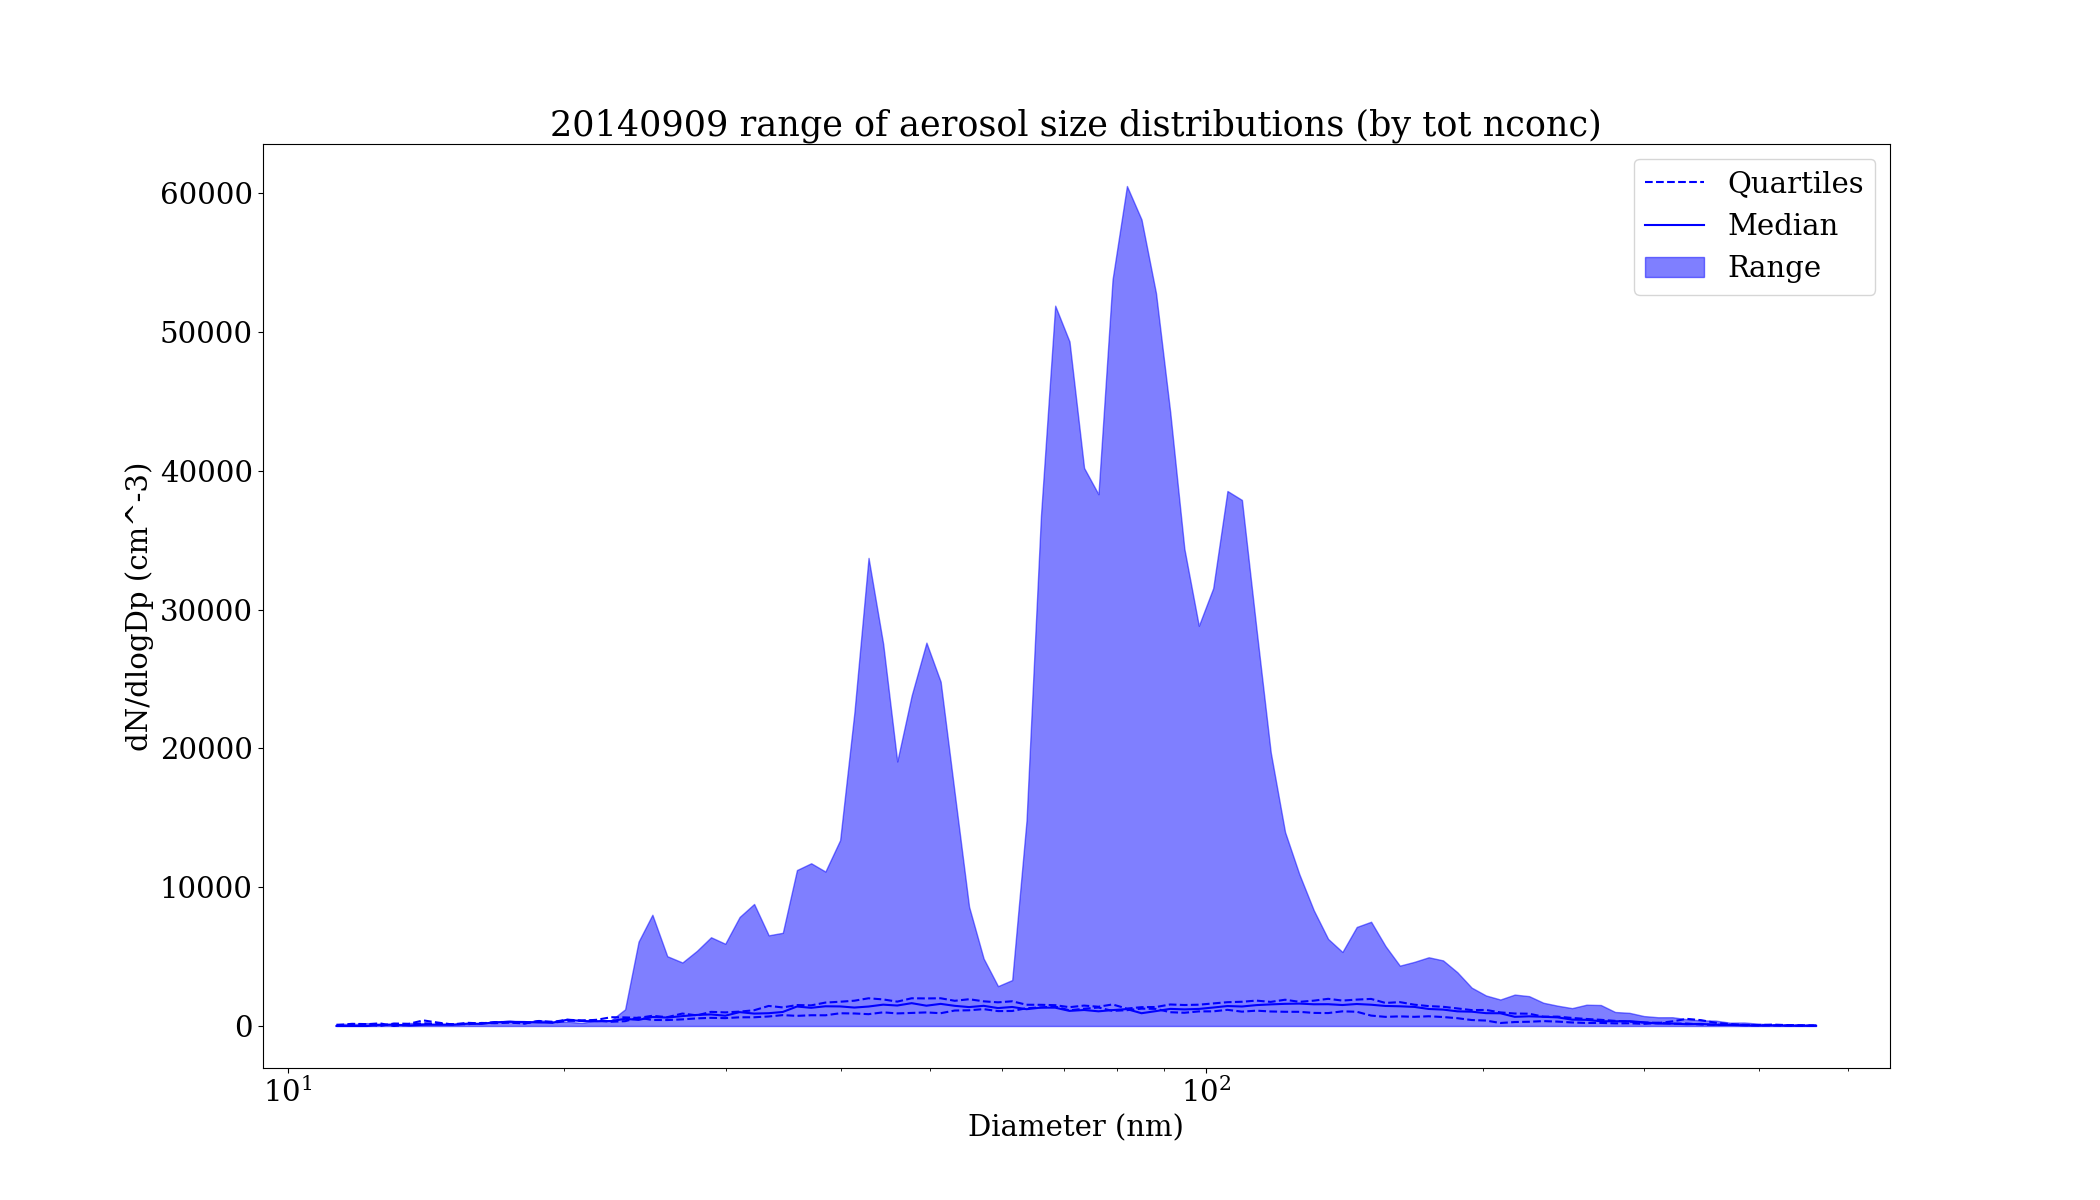 20140909 range of aerosol size distributions (by tot nconc)
Quartiles
Median
Range
dN/dlogDp (cm^-3)
60000
50000
40000
30000
20000
10000
0
10¹ 10²
Diameter (nm)